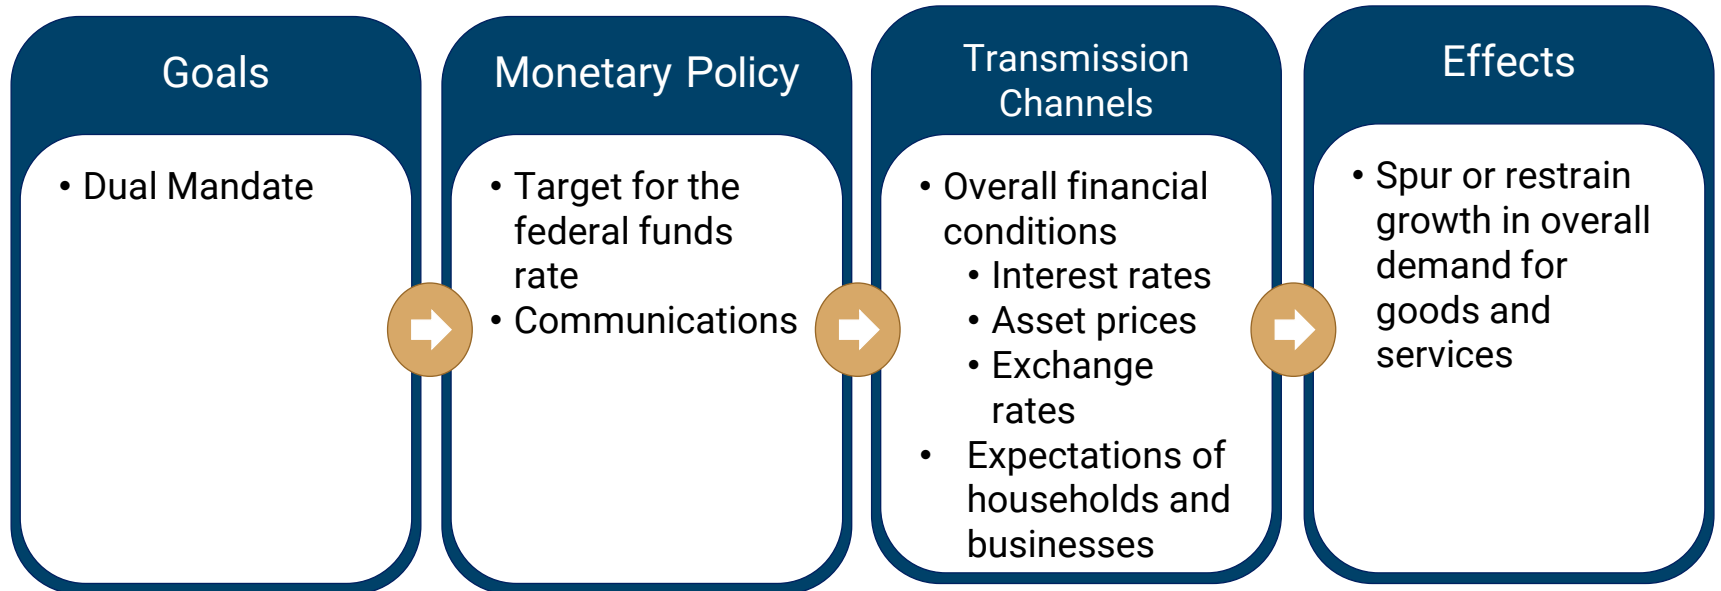 Goals
• Dual Mandate
Monetary Policy
• Target for the
federal funds
rate
• Communications
Transmission
Channels
• Overall financial
conditions
• Interest rates
• Asset prices
• Exchange
rates
• Expectations of
households and
businesses
Effects
• Spur or restrain
growth in overall
demand for
goods and
services